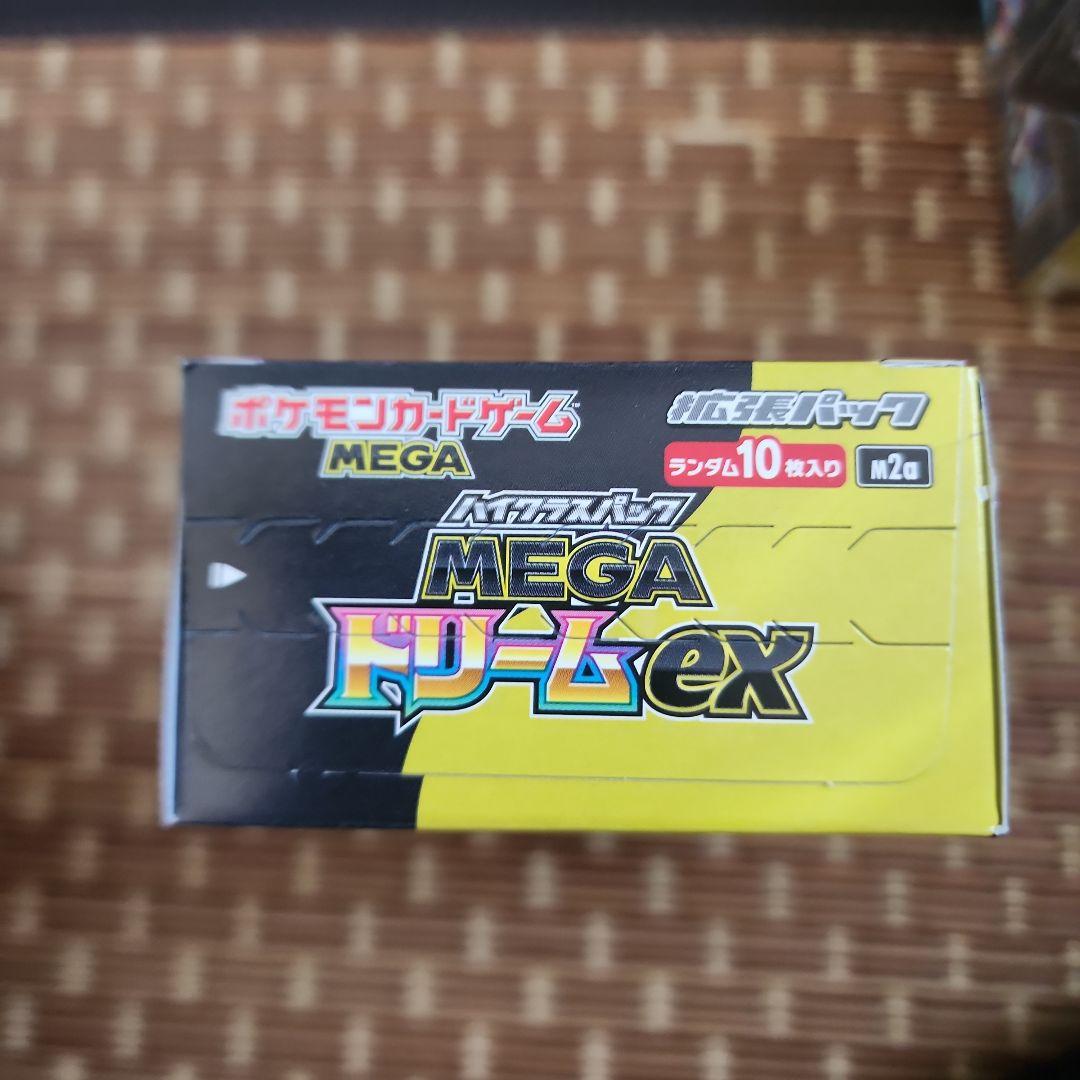 ポケモンカードゲーム™
MEGA
拡張パック
ランダム10枚入り M2a
ハイクラスパック
MEGA
ドリームex